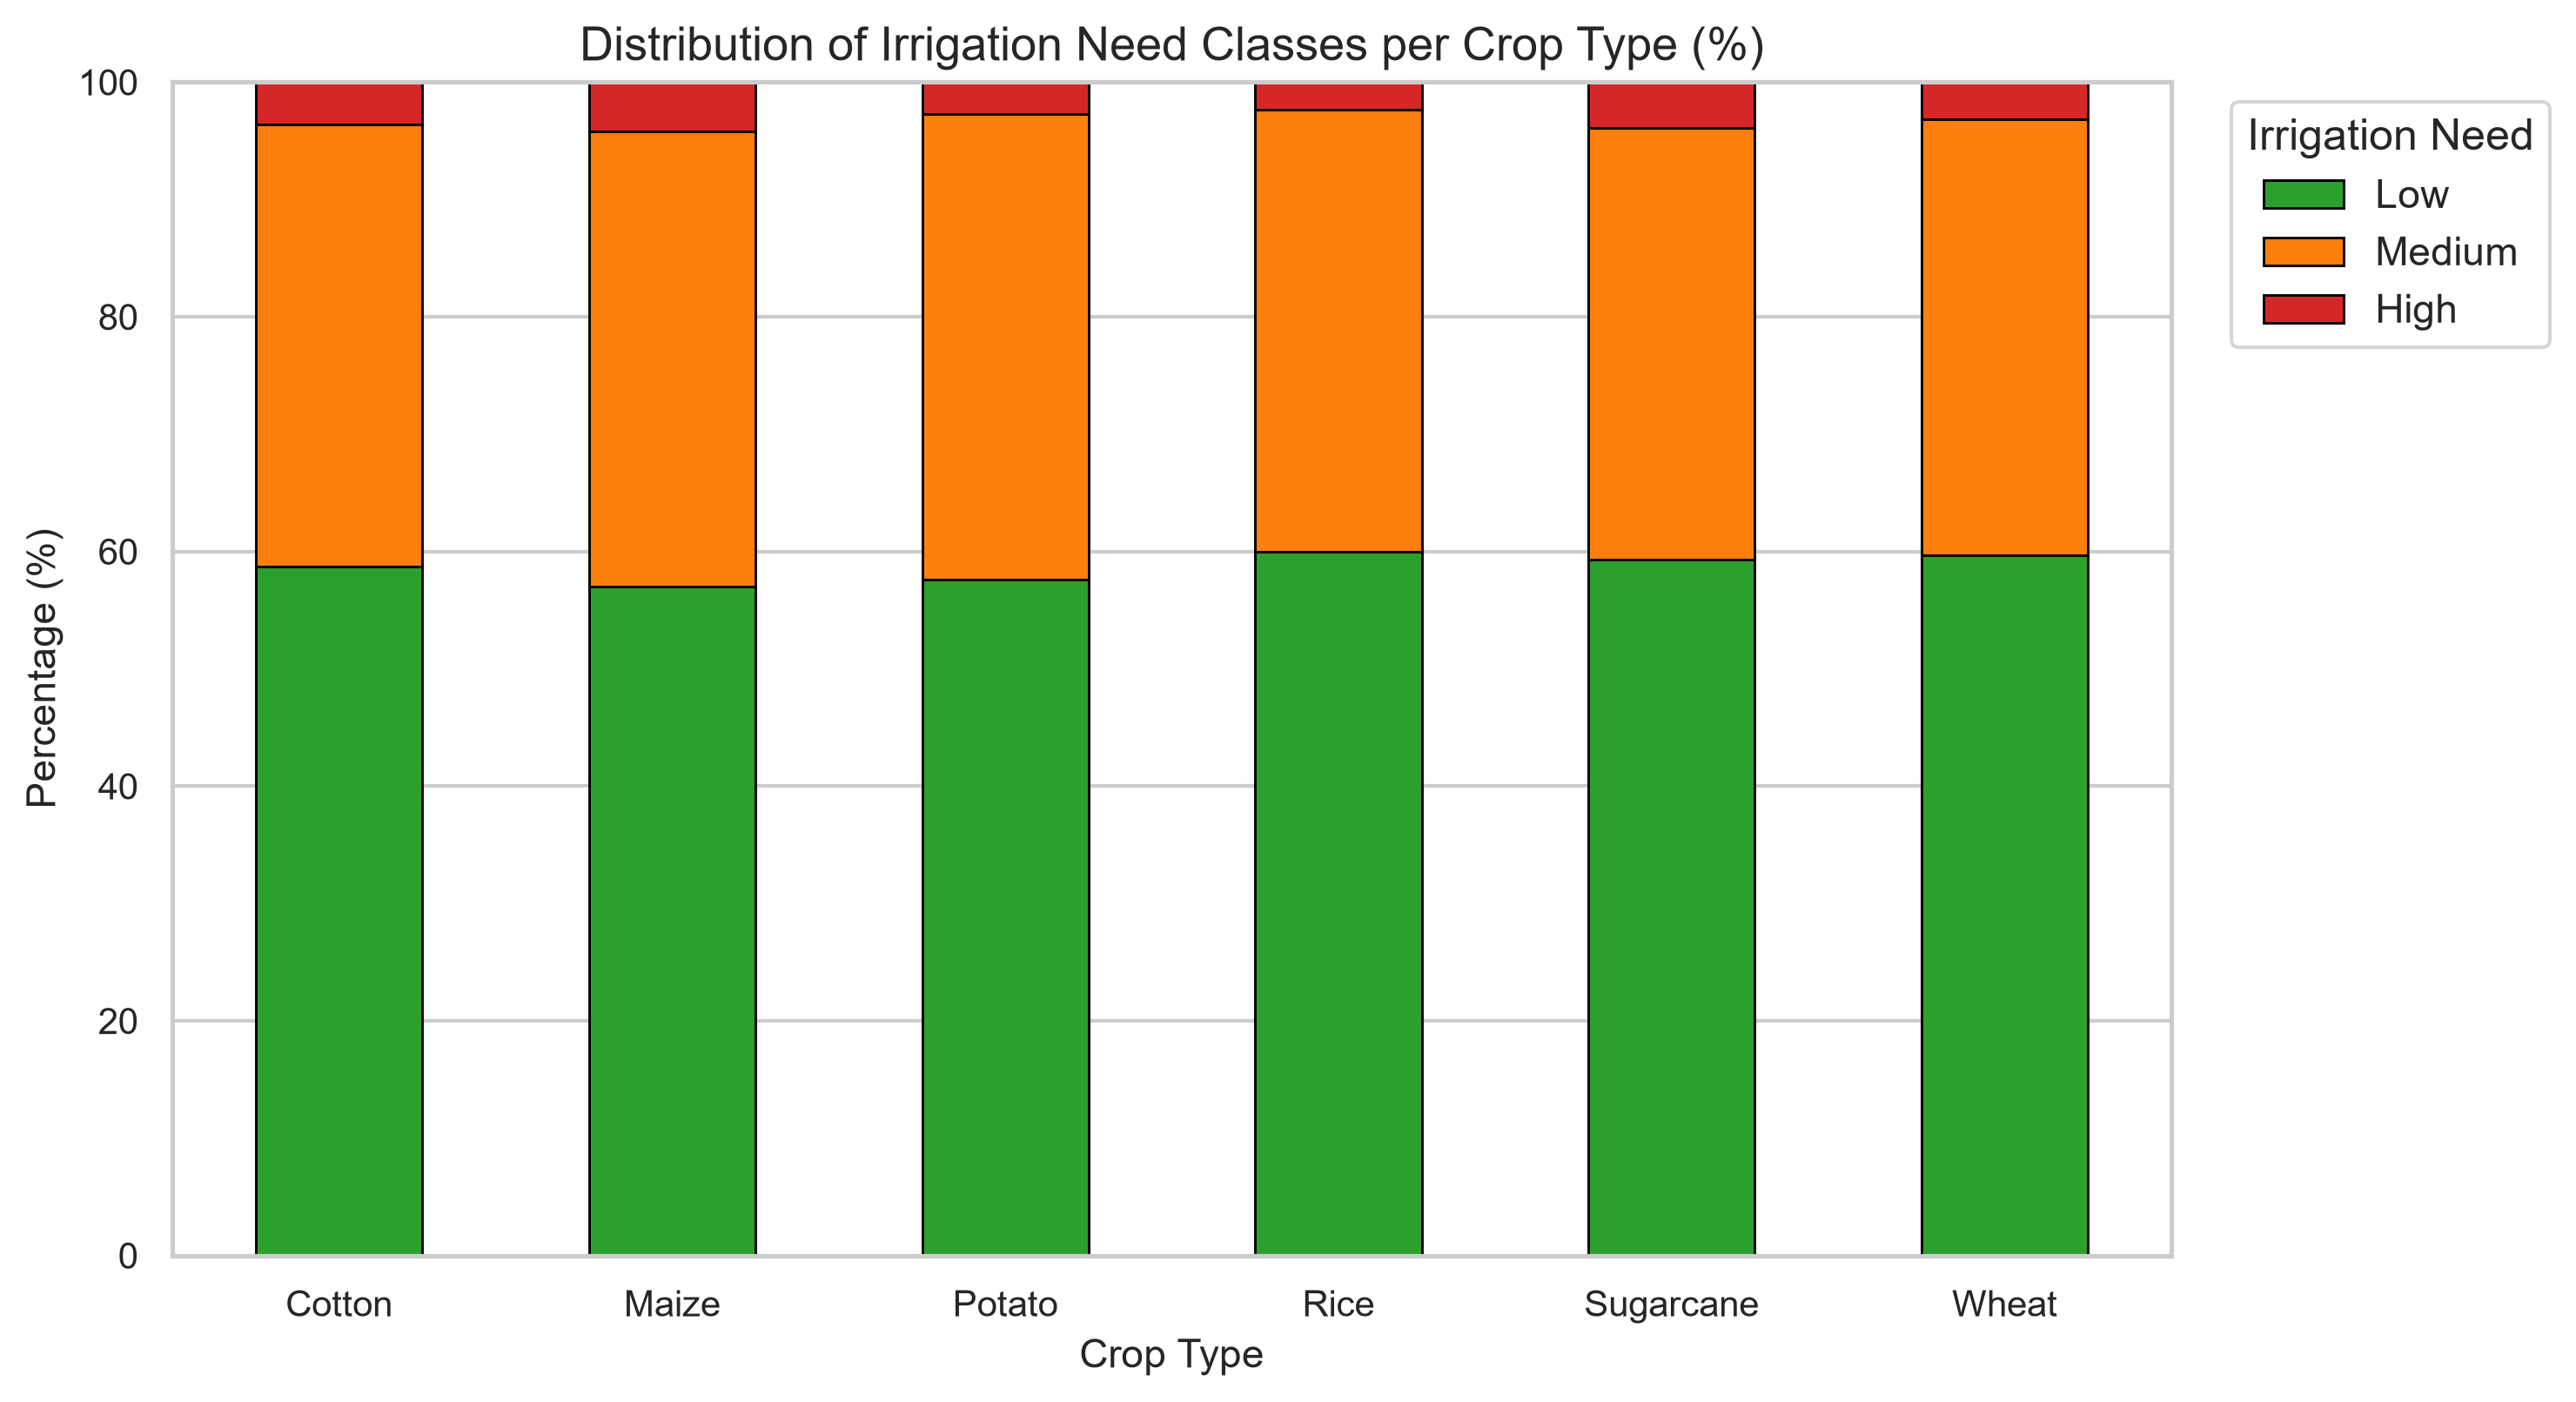 Distribution of Irrigation Need Classes per Crop Type (%)
100
80
60
40
20
0
Percentage (%)
Cotton
Maize
Potato
Rice
Sugarcane
Wheat
Crop Type
Irrigation Need
Low
Medium
High